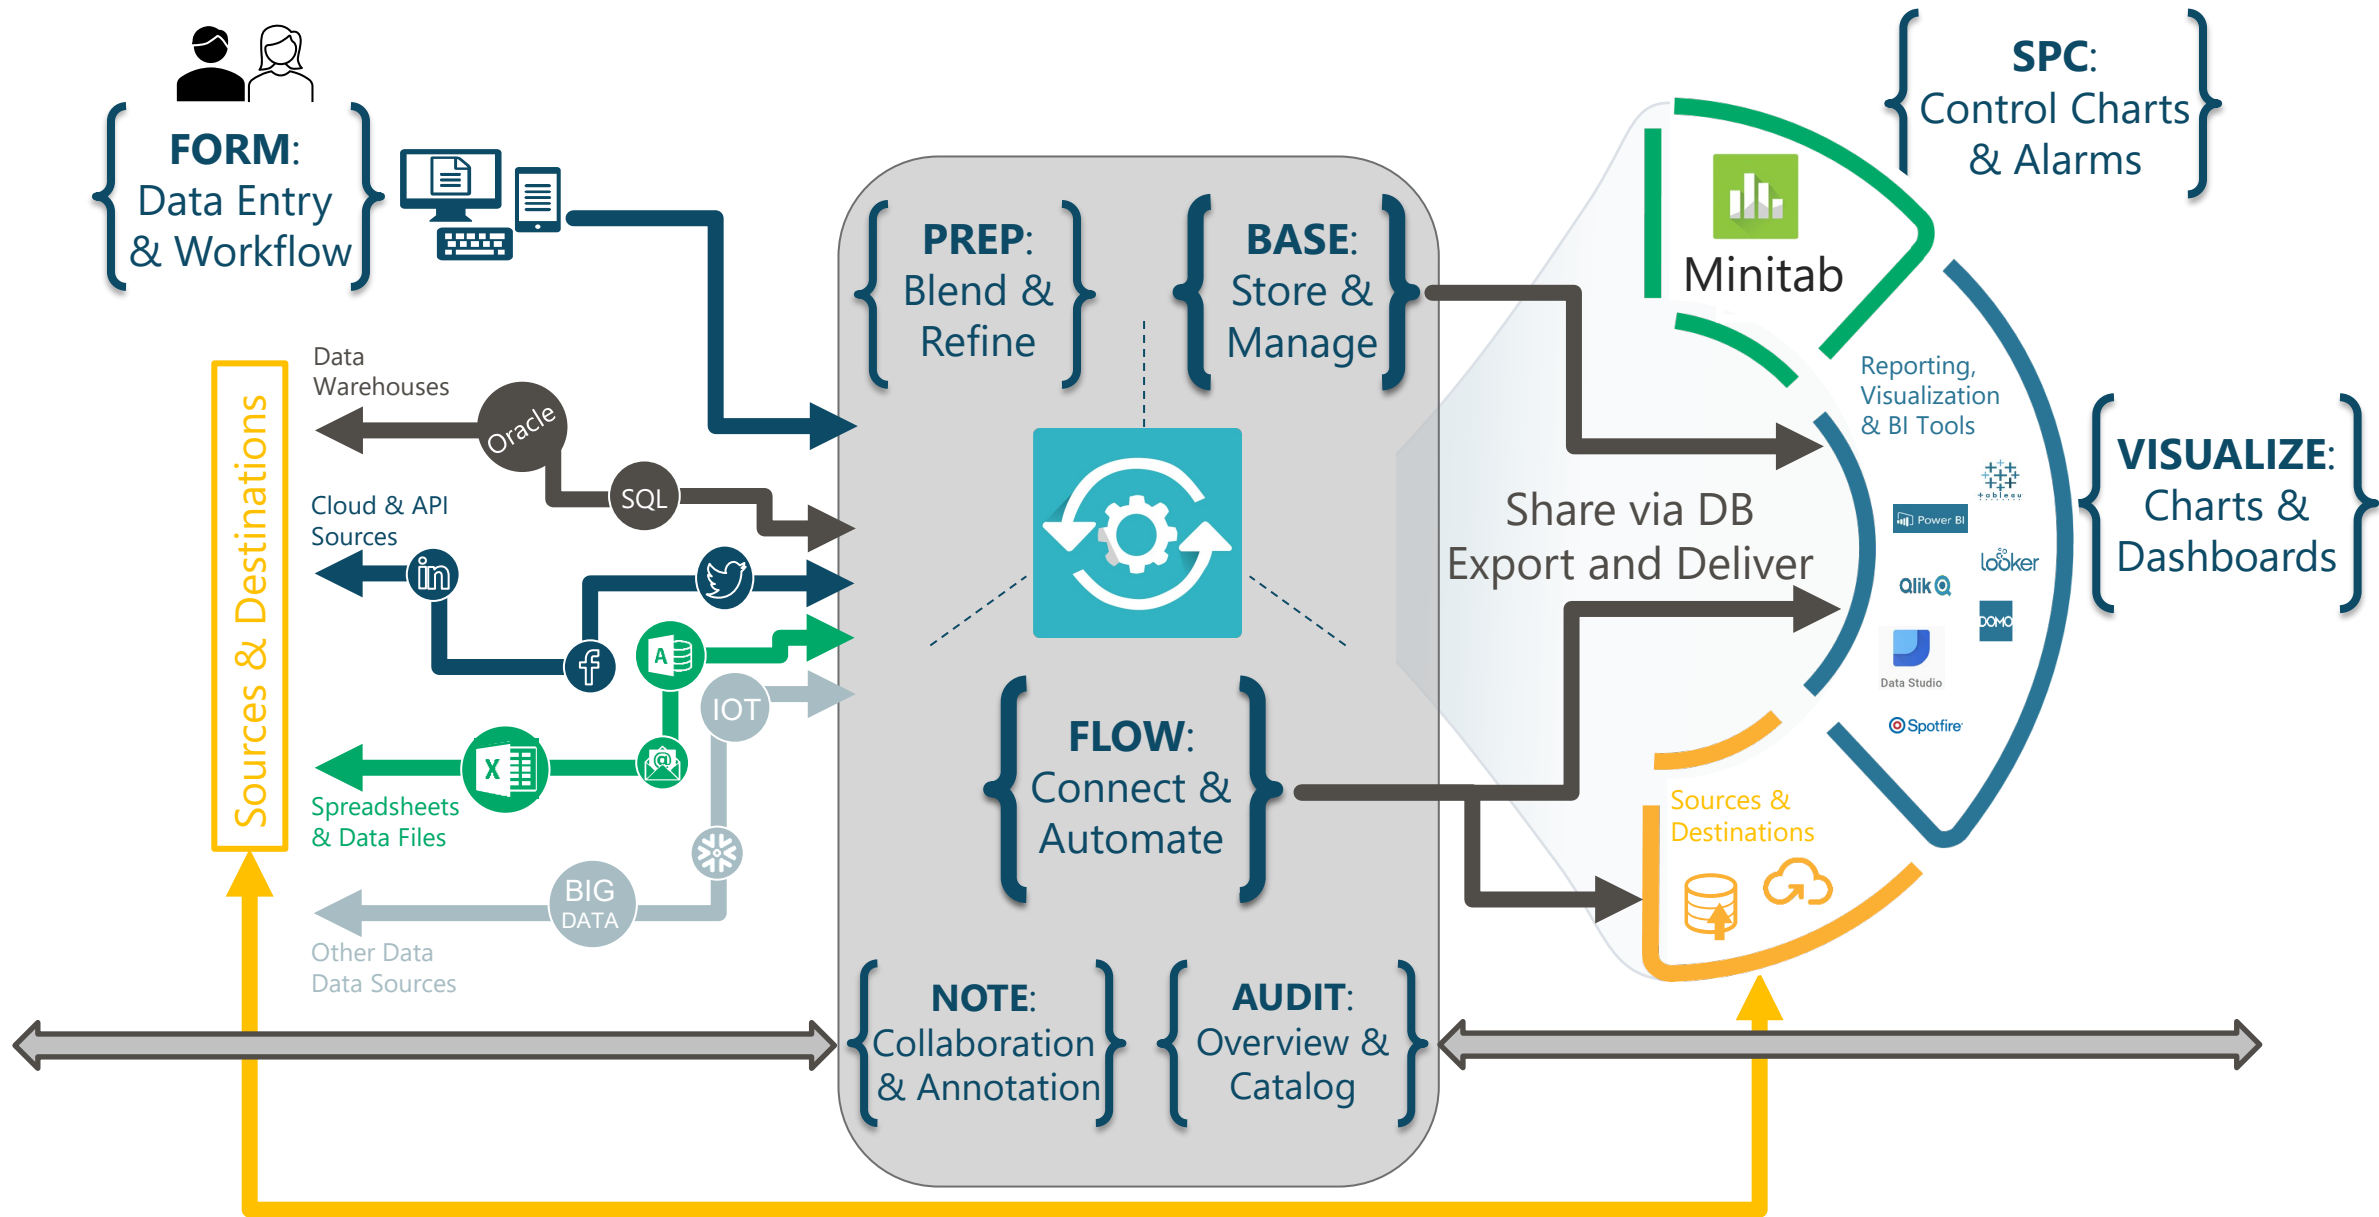 FORM:
Data Entry
& Workflow
Sources & Destinations
Data
Warehouses
Oracle
SQL
Cloud & API
Sources
in
f
A
X
@
Spreadsheets
& Data Files
IOT
BIG
DATA
Other Data
Data Sources
PREP:
Blend &
Refine
BASE:
Store &
Manage
FLOW:
Connect &
Automate
NOTE:
Collaboration
& Annotation
AUDIT:
Overview &
Catalog
Share via DB
Export and Deliver
Minitab
SPC:
Control Charts
& Alarms
Reporting,
Visualization
& BI Tools
tableau
Power BI
looker
Qlik
DOMO
Data Studio
Spotfire
VISUALIZE:
Charts &
Dashboards
Sources &
Destinations